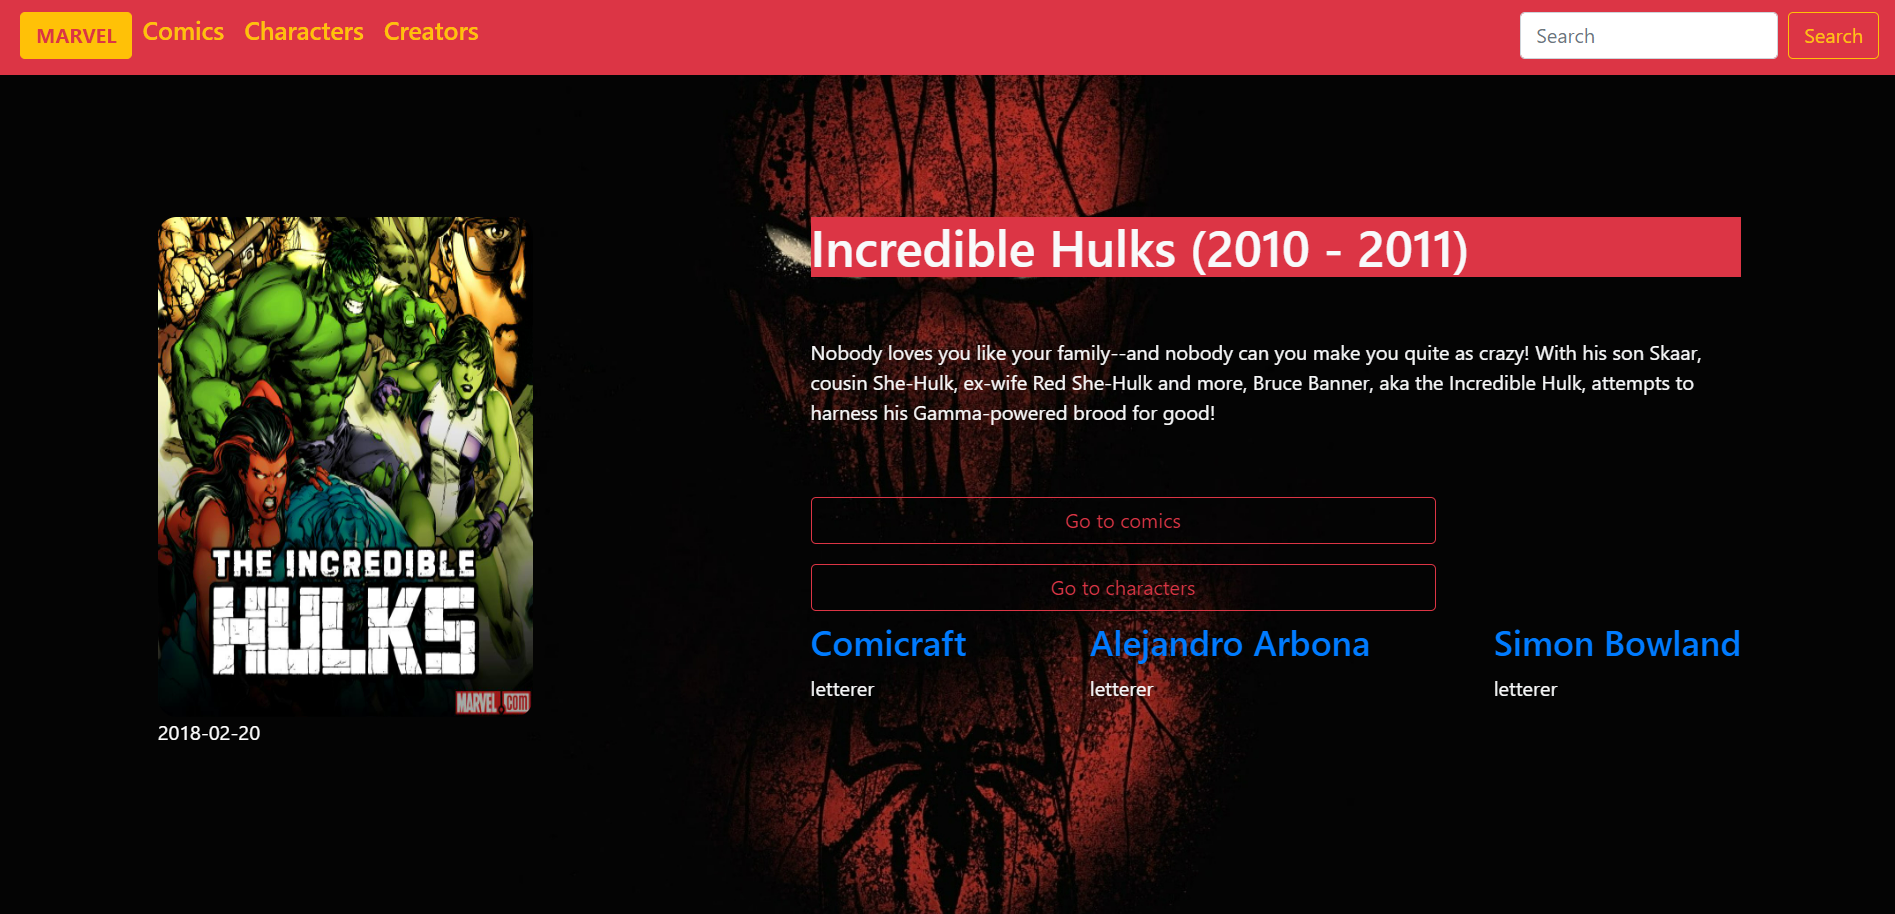 MARVEL Comics Characters Creators Search Search
Incredible Hulks (2010 - 2011)
Nobody loves you like your family--and nobody can you make you quite as crazy! With his son Skaar,
cousin She-Hulk, ex-wife Red She-Hulk and more, Bruce Banner, aka the Incredible Hulk, attempts to
harness his Gamma-powered brood for good!
Go to comics
Go to characters
Comicraft Alejandro Arbona Simon Bowland
letterer letterer letterer
THE INCREDIBLE
HULKS
MARVEL.COM
2018-02-20